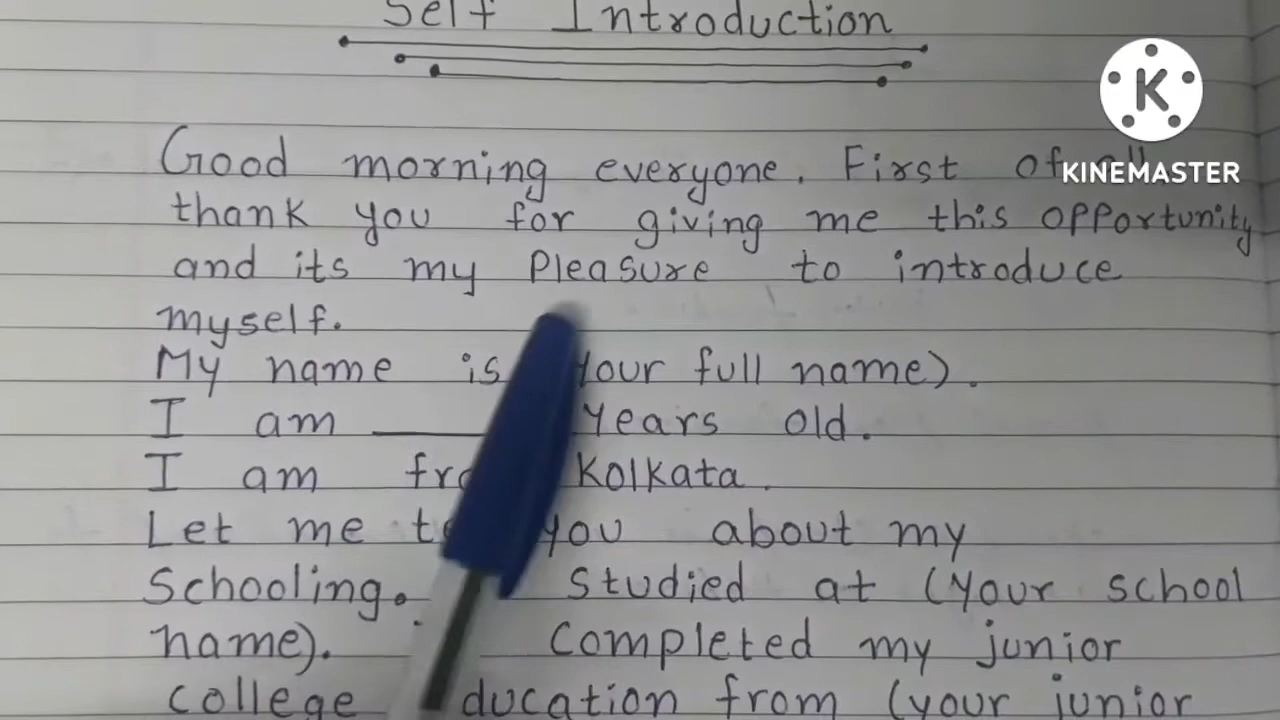 Self Introduction
Good morning everyone. First of all
thank you for giving me this opportunity
and its my Pleasure to introduce
myself.
My name is your full name).
I am ______ years old.
I am Kolkata.
Let me you about my
Schooling. Studied at (your school
name). completed my junior
college from (your junior
K
KINEMASTER